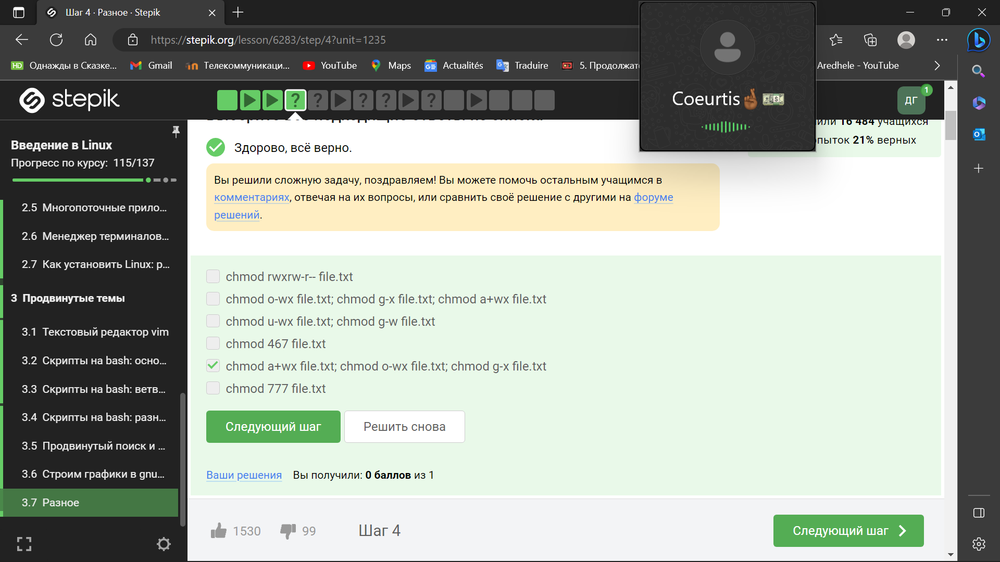 Шаг 4 · Разное · Stepik
https://stepik.org/lesson/6283/step/4?unit=1235
HD Однажды в Сказке...
Gmail
Телекоммуникаци...
YouTube
Maps
Actualités
Traduire
5. Продолжат
Aredhele - YouTube
stepik
ДГ
1
Coeurtis
Введение в Linux
Прогресс по курсу: 115/137
2.5 Многопоточные прило...
2.6 Менеджер терминалов...
2.7 Как установить Linux: р...
3 Продвинутые темы
3.1 Текстовый редактор vim
3.2 Скрипты на bash: осно...
3.3 Скрипты на bash: ветв...
3.4 Скрипты на bash: разн...
3.5 Продвинутый поиск и ...
3.6 Строим графики в gnu...
3.7 Разное
или 16 484 учащихся
пыток 21% верных
Здорово, всё верно.
Вы решили сложную задачу, поздравляем! Вы можете помочь остальным учащимся в
комментариях, отвечая на их вопросы, или сравнить своё решение с другими на форуме
решений.
chmod rwxrw-r-- file.txt
chmod o-wx file.txt; chmod g-x file.txt; chmod a+wx file.txt
chmod u-wx file.txt; chmod g-w file.txt
chmod 467 file.txt
chmod a+wx file.txt; chmod o-wx file.txt; chmod g-x file.txt
chmod 777 file.txt
Следующий шаг
Решить снова
Ваши решения Вы получили: 0 баллов из 1
1530
99
Шаг 4
Следующий шаг